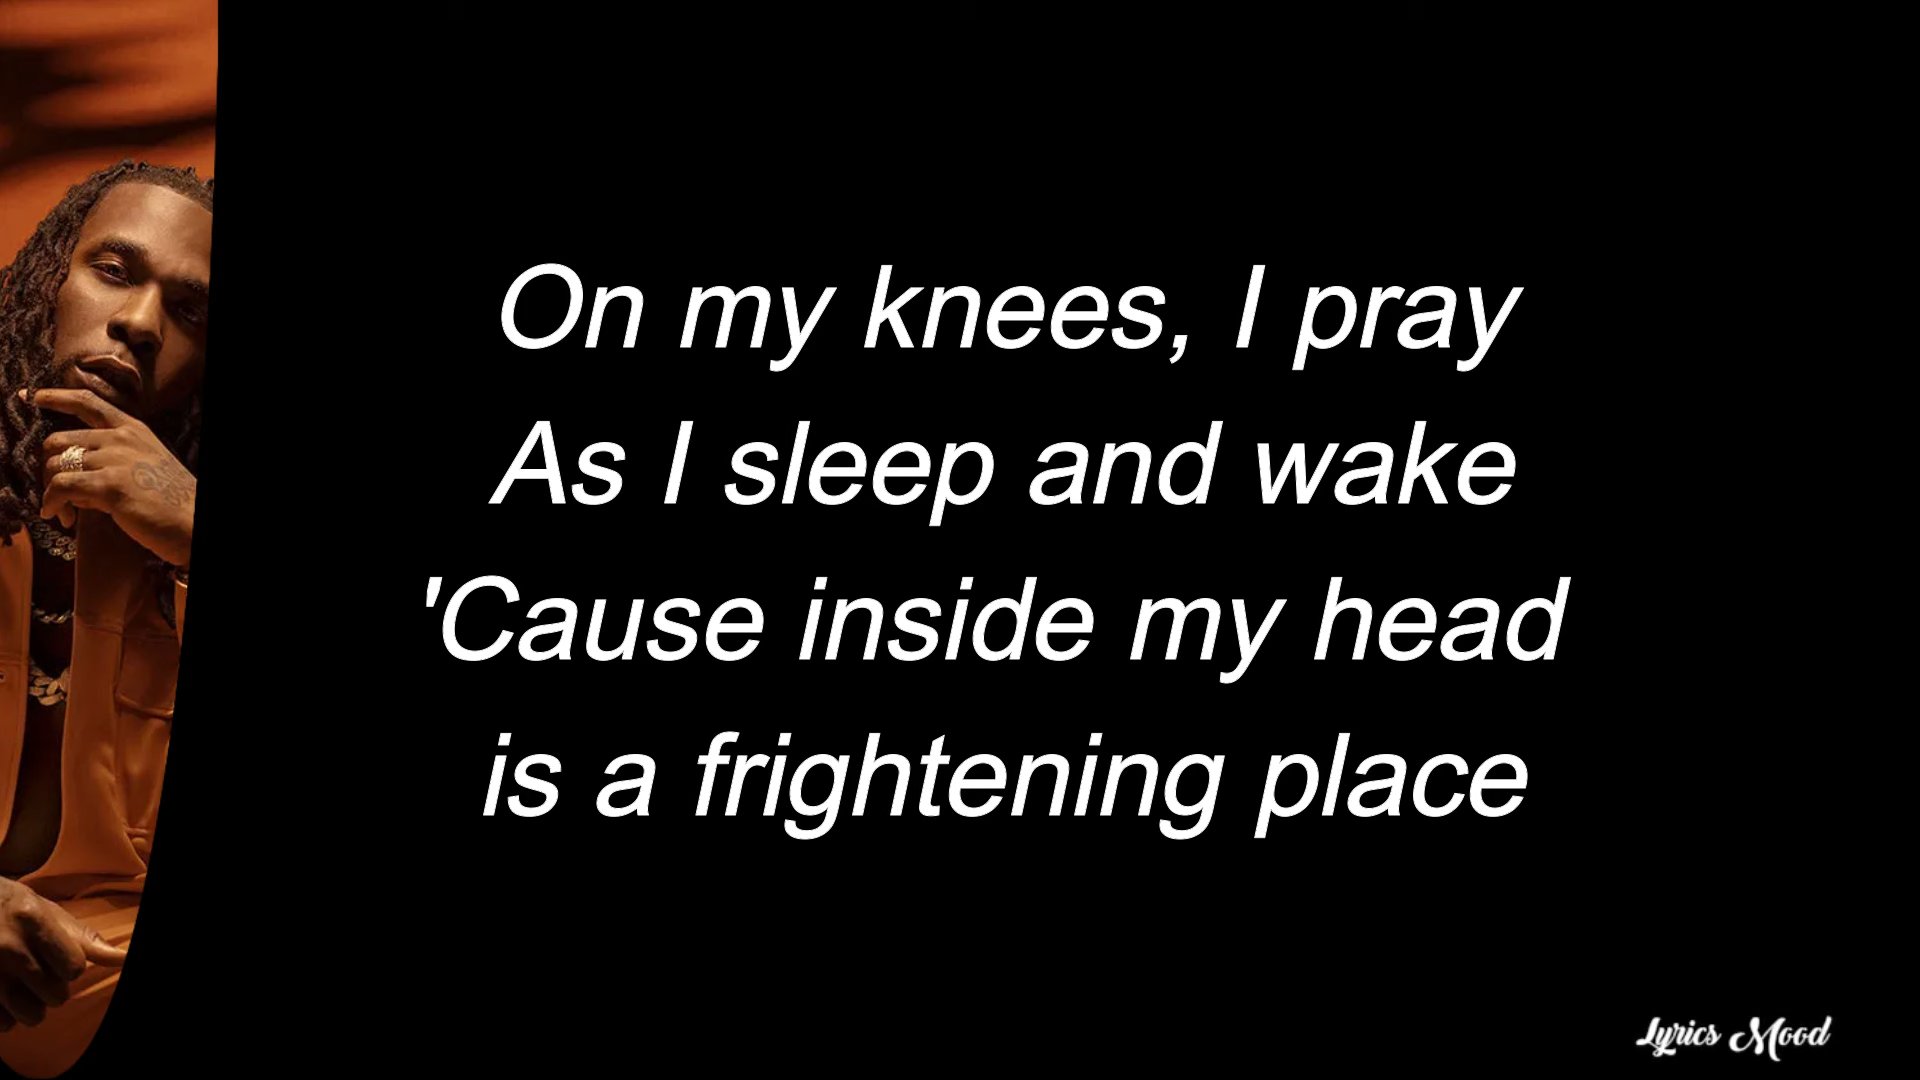 On my knees, I pray
As I sleep and wake
'Cause inside my head
is a frightening place
Lyrics Mood